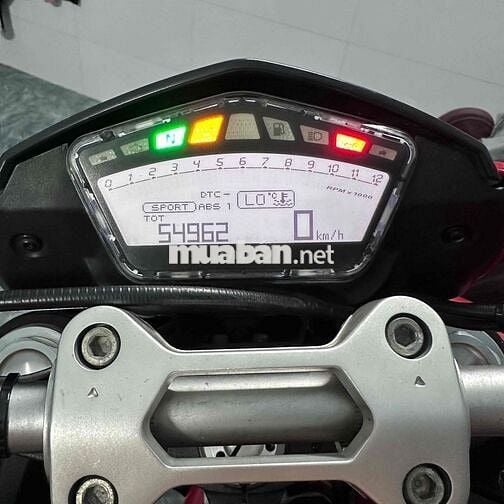 N
0 1 2 3 4 5 6 7 8 9 10 11 12
RPM x 1000
DTC -
SPORT ABS 1 LO °C
TOT
54962 0 km/h
muaban.net